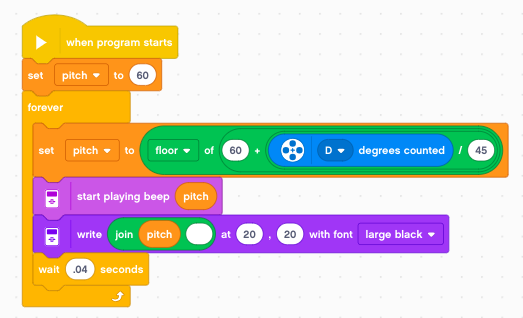 when program starts
set pitch to 60
forever
set pitch to floor of 60 + D degrees counted / 45
start playing beep pitch
write join pitch at 20 , 20 with font large black
wait .04 seconds